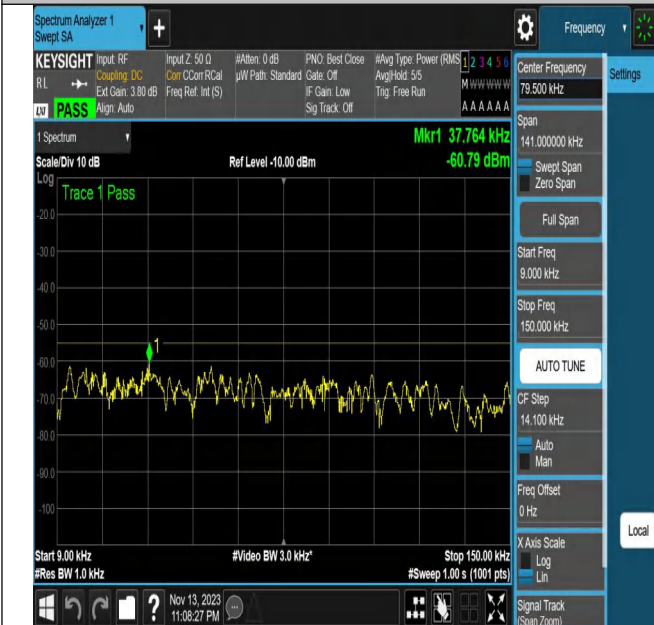 Spectrum Analyzer 1
Swept SA
+
Frequency
KEYSIGHT
RL
LXI PASS
Input: RF
Coupling: DC
Ext Gain: 3.80 dB
Align: Auto
Input Z: 50 Ω
Corr CCorr RCal
Freq Ref: Int (S)
#Atten: 0 dB
µW Path: Standard
PNO: Best Close
Gate: Off
IF Gain: Low
Sig Track: Off
#Avg Type: Power (RMS
Avg|Hold: 5/5
Trig: Free Run
1 2 3 4 5 6
M W W W W W
A A A A A A
1 Spectrum
Scale/Div 10 dB
Log
Ref Level -10.00 dBm
Mkr1 37.764 kHz
-60.79 dBm
Trace 1 Pass
-20.0
-30.0
-40.0
-50.0
-60.0
-70.0
-80.0
-90.0
-100
1
Start 9.00 kHz
#Res BW 1.0 kHz
#Video BW 3.0 kHz*
Stop 150.00 kHz
#Sweep 1.00 s (1001 pts)
?
Nov 13, 2023
11:08:27 PM
Center Frequency
79.500 kHz
Span
141.000000 kHz
Swept Span
Zero Span
Full Span
Start Freq
9.000 kHz
Stop Freq
150.000 kHz
AUTO TUNE
CF Step
14.100 kHz
Auto
Man
Freq Offset
0 Hz
X Axis Scale
Log
Lin
Signal Track
(Span Zoom)
Settings
Local